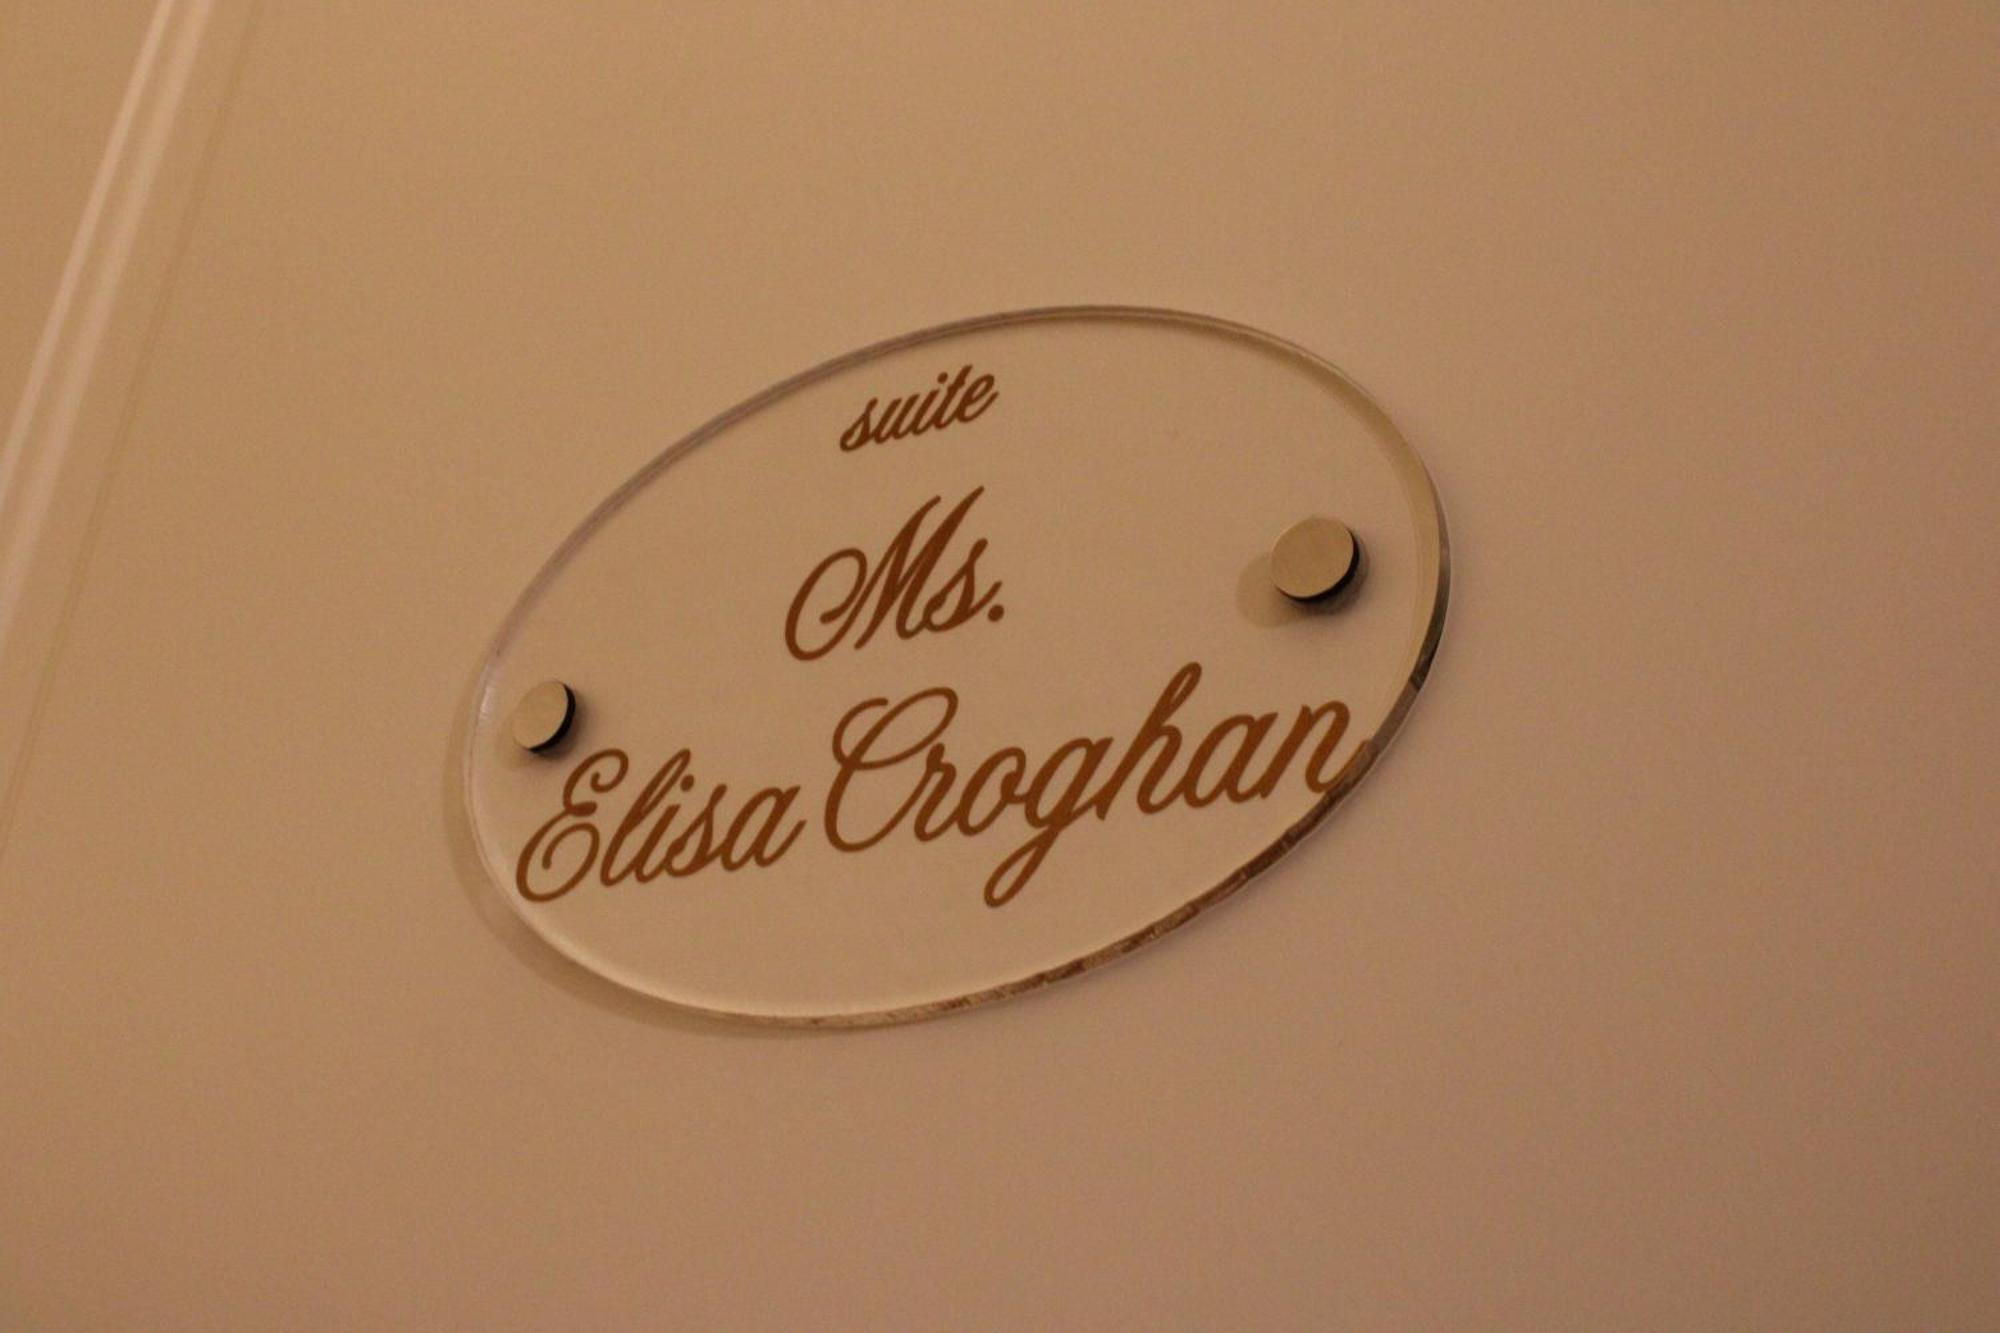 suite
Ms.
Elisa Croghan